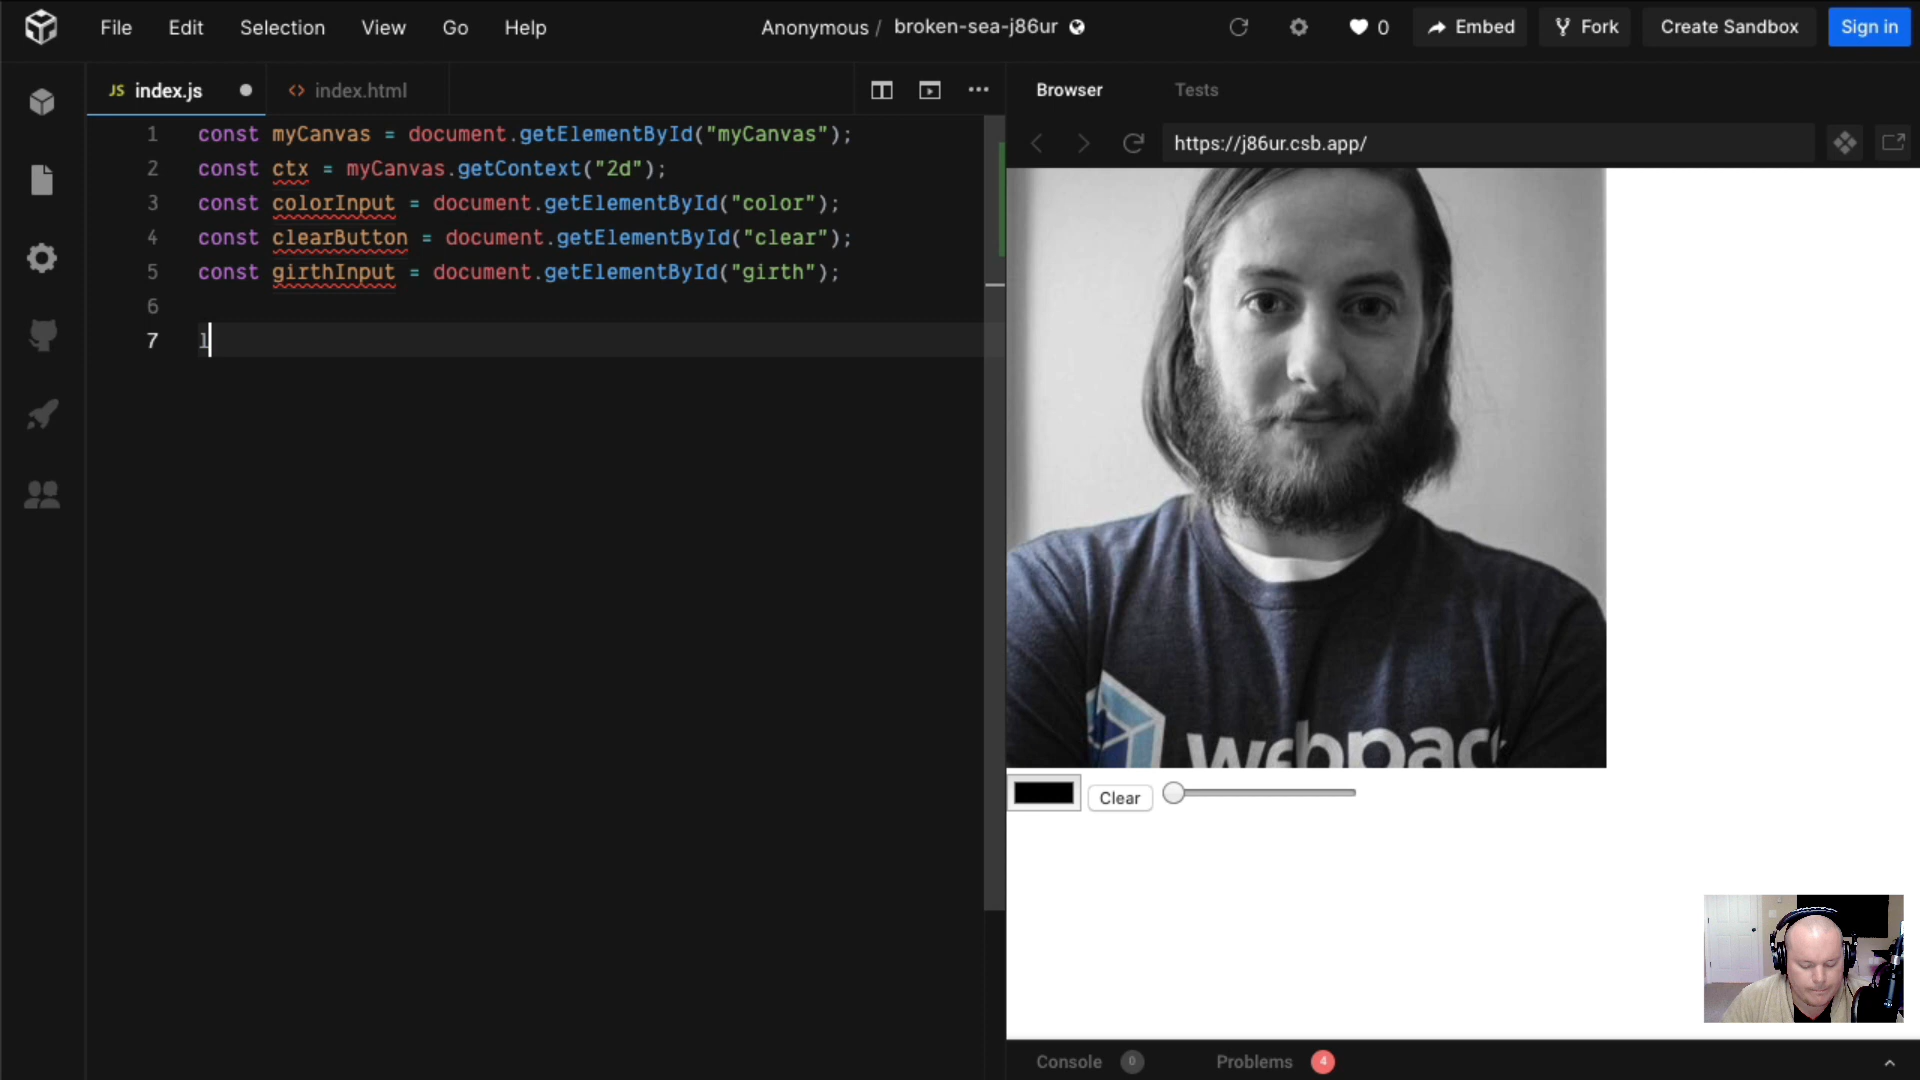 File Edit Selection View Go Help
Anonymous / broken-sea-j86ur
0 Embed Fork Create Sandbox Sign in
JS index.js <> index.html
Browser Tests
https://j86ur.csb.app/
1 const myCanvas = document.getElementById("myCanvas");
2 const ctx = myCanvas.getContext("2d");
3 const colorInput = document.getElementById("color");
4 const clearButton = document.getElementById("clear");
5 const girthInput = document.getElementById("girth");
6
7 l
webpac
Clear
Console 0 Problems 4